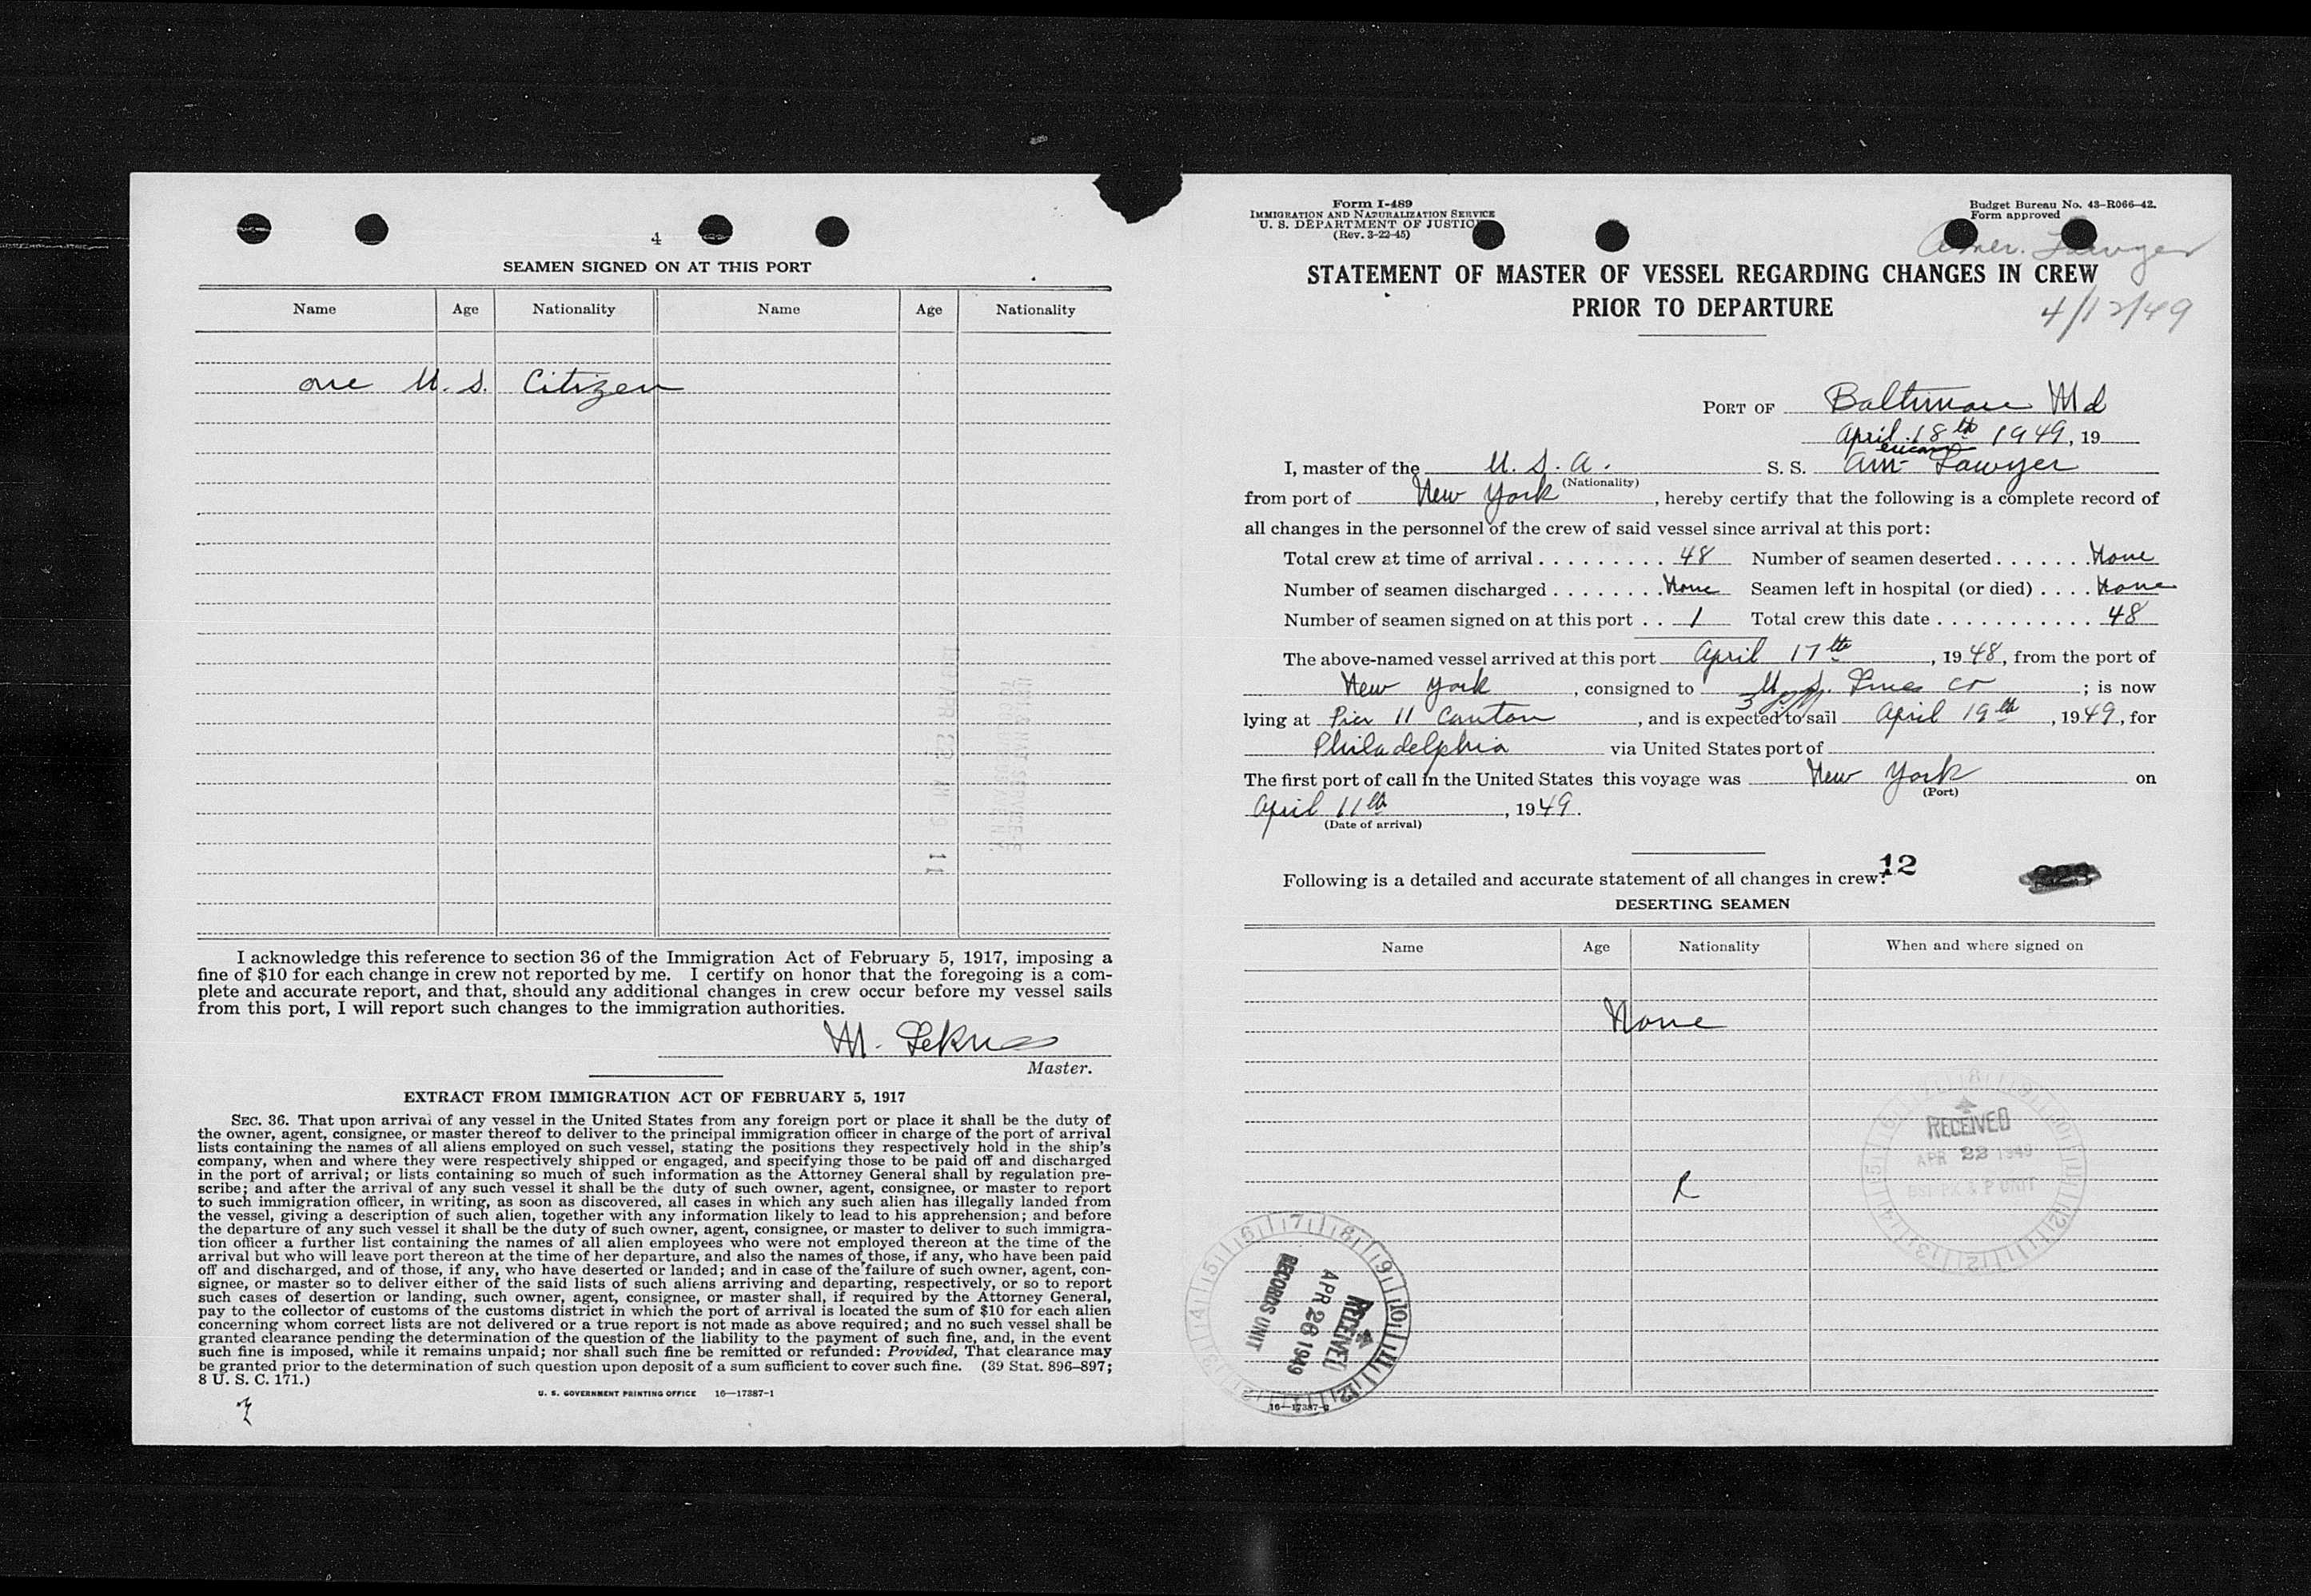 4
SEAMEN SIGNED ON AT THIS PORT
Name Age Nationality Name Age Nationality
one U. S. Citizen
I acknowledge this reference to section 36 of the Immigration Act of February 5, 1917, imposing a
fine of $10 for each change in crew not reported by me. I certify on honor that the foregoing is a com-
plete and accurate report, and that, should any additional changes in crew occur before my vessel sails
from this port, I will report such changes to the immigration authorities.
M.
Master.
EXTRACT FROM IMMIGRATION ACT OF FEBRUARY 5, 1917
SEC. 36. That upon arrival of any vessel in the United States from any foreign port or place it shall be the duty of
the owner, agent, consignee, or master thereof to deliver to the principal immigration officer in charge of the port of arrival
lists containing the names of all aliens employed on such vessel, stating the positions they respectively hold in the ship's
company, when and where they were respectively shipped or engaged, and specifying those to be paid off and discharged
in the port of arrival; or lists containing so much of such information as the Attorney General shall by regulation pre-
scribe; and after the arrival of any such vessel it shall be the duty of such owner, agent, consignee, or master to report
to such immigration officer, in writing, as soon as discovered, all cases in which any such alien has illegally landed from
the vessel, giving a description of such alien, together with any information likely to lead to his apprehension; and before
the departure of any such vessel it shall be the duty of such owner, agent, consignee, or master to deliver to such immigra-
tion officer a further list containing the names of all alien employees who were not employed thereon at the time of the
arrival but who will leave port thereon at the time of her departure, and also the names of those, if any, who have been paid
off and discharged, and of those, if any, who have deserted or landed; and in case of the failure of such owner, agent, con-
signee, or master so to deliver either of the said lists of such aliens arriving and departing, respectively, or so to report
such cases of desertion or landing, such owner, agent, consignee, or master shall, if required by the Attorney General,
pay to the collector of customs of the customs district in which the port of arrival is located the sum of $10 for each alien
concerning whom correct lists are not delivered or a true report is not made as above required; and no such vessel shall be
granted clearance pending the determination of the question of the liability to the payment of such fine, and, in the event
such fine is imposed, while it remains unpaid; nor shall such fine be remitted or refunded: Provided, That clearance may
be granted prior to the determination of such question upon deposit of a sum sufficient to cover such fine. (39 Stat. 896–897;
8 U. S. C. 171.)
U. S. GOVERNMENT PRINTING OFFICE 16—17387-1
Form I-489
IMMIGRATION AND NATURALIZATION SERVICE
U. S. DEPARTMENT OF JUSTICE
(Rev. 3-22-45)
Budget Bureau No. 43–R066–42.
Form approved
Amer. Lawyer
STATEMENT OF MASTER OF VESSEL REGARDING CHANGES IN CREW
PRIOR TO DEPARTURE
4/12/49
PORT OF Baltimore Md
April 18th 1949, 19
I, master of the U. S. A. S. S. American Lawyer
(Nationality)
from port of New York, hereby certify that the following is a complete record of
all changes in the personnel of the crew of said vessel since arrival at this port:
Total crew at time of arrival 48 Number of seamen deserted None
Number of seamen discharged None Seamen left in hospital (or died) None
Number of seamen signed on at this port 1 Total crew this date 48
The above-named vessel arrived at this port April 17th, 1948, from the port of
New York, consigned to U. S. Lines Co; is now
lying at Pier 11 Canton, and is expected to sail April 19th, 1949, for
Philadelphia via United States port of
The first port of call in the United States this voyage was New York on
(Port)
April 11th, 1949.
(Date of arrival)
12
Following is a detailed and accurate statement of all changes in crew:
DESERTING SEAMEN
Name Age Nationality When and where signed on
None
RECEIVED
APR 22 1949
R
RECEIVED
APR 26 1949
RECORDS UNIT
16—17387-2